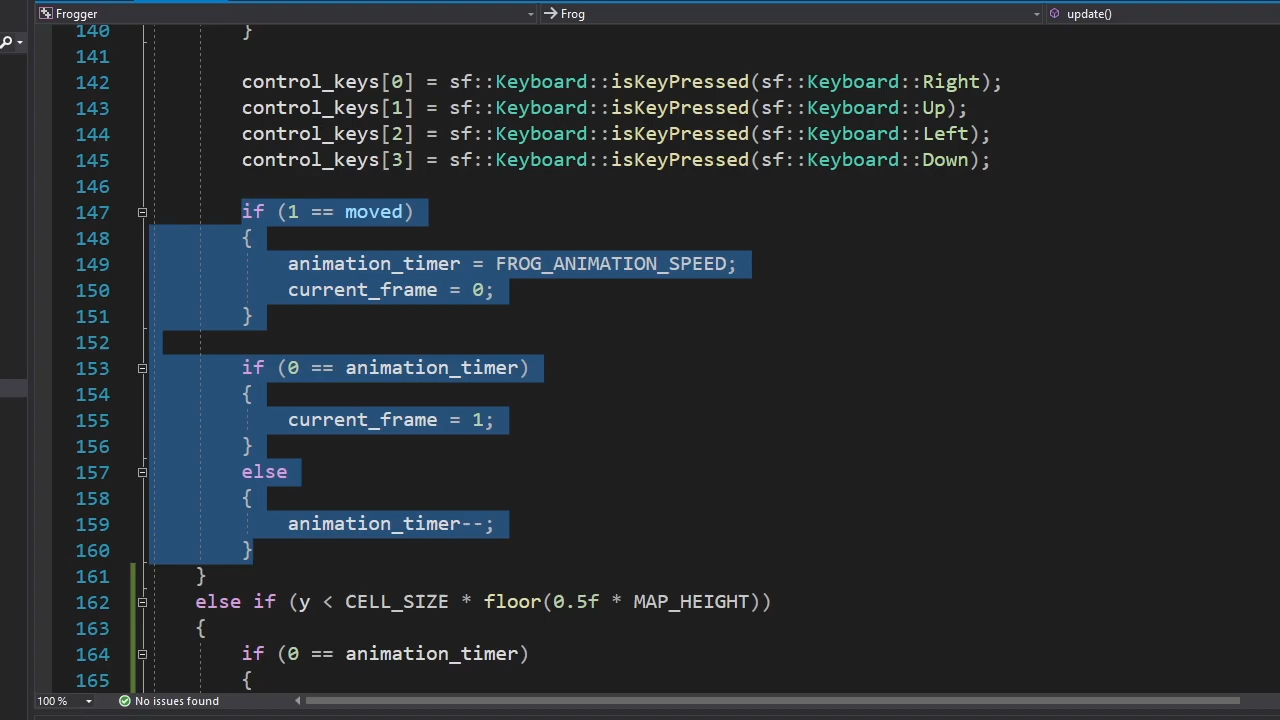 Frogger Frog update()
140 }
141
142 control_keys[0] = sf::Keyboard::isKeyPressed(sf::Keyboard::Right);
143 control_keys[1] = sf::Keyboard::isKeyPressed(sf::Keyboard::Up);
144 control_keys[2] = sf::Keyboard::isKeyPressed(sf::Keyboard::Left);
145 control_keys[3] = sf::Keyboard::isKeyPressed(sf::Keyboard::Down);
146
147 if (1 == moved)
148 {
149 animation_timer = FROG_ANIMATION_SPEED;
150 current_frame = 0;
151 }
152
153 if (0 == animation_timer)
154 {
155 current_frame = 1;
156 }
157 else
158 {
159 animation_timer--;
160 }
161 }
162 else if (y < CELL_SIZE * floor(0.5f * MAP_HEIGHT))
163 {
164 if (0 == animation_timer)
165 {
100 % No issues found